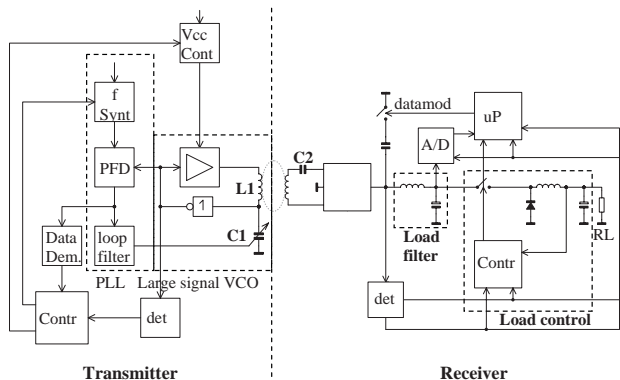 Vcc
Cont
f
Synt
PFD
Data
Dem.
loop
filter
PLL
Large signal VCO
Contr
det
1
L1
C1
C2
datamod
uP
A/D
Load
filter
RL
Contr
det
Load control
Transmitter
Receiver